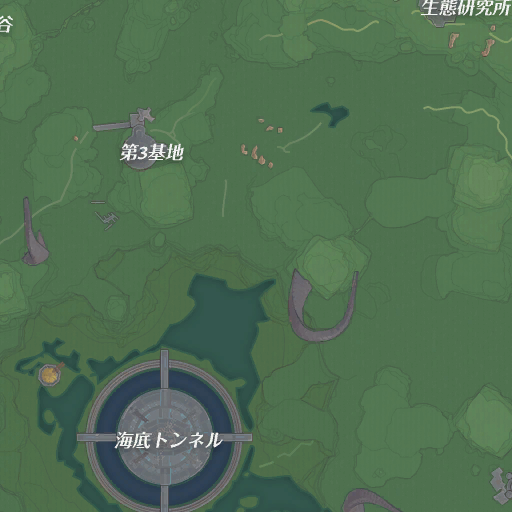 谷
生態研究所
第3基地
海底トンネル